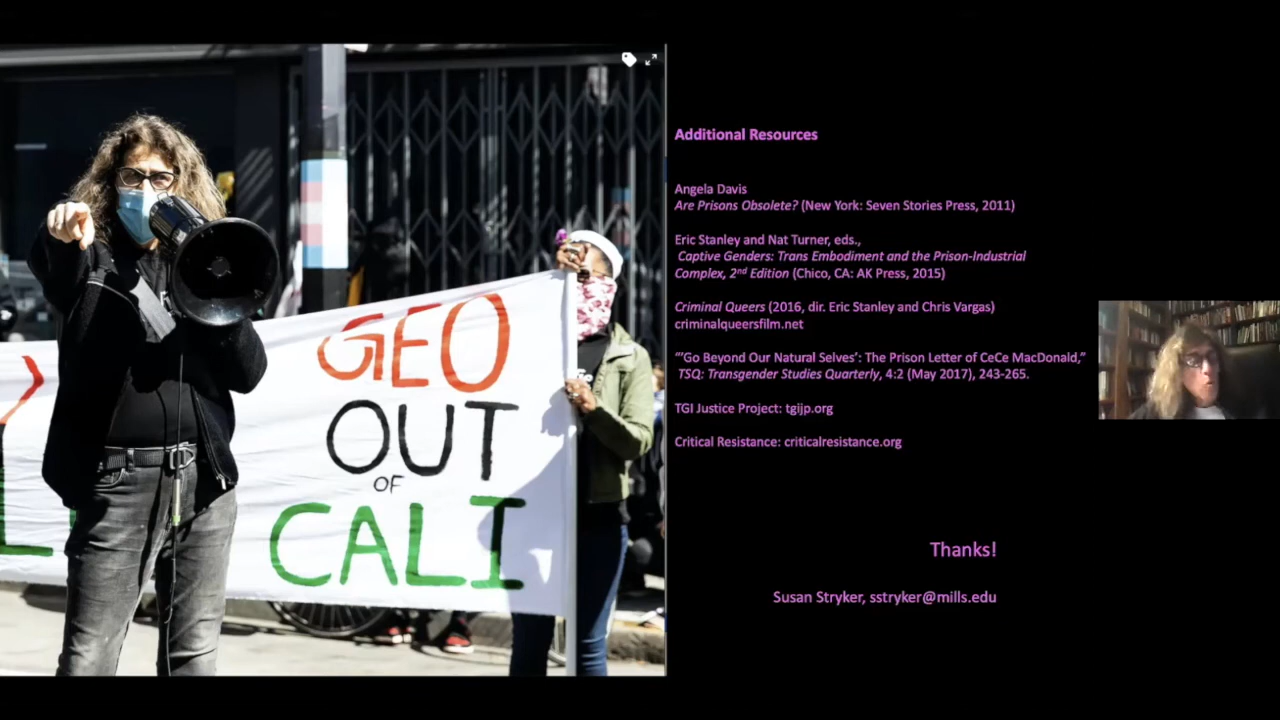 GEO
OUT
OF
CALI
Additional Resources
Angela Davis
Are Prisons Obsolete? (New York: Seven Stories Press, 2011)
Eric Stanley and Nat Turner, eds.,
Captive Genders: Trans Embodiment and the Prison-Industrial
Complex, 2nd Edition (Chico, CA: AK Press, 2015)
Criminal Queers (2016, dir. Eric Stanley and Chris Vargas)
criminalqueersfilm.net
"'Go Beyond Our Natural Selves': The Prison Letter of CeCe MacDonald,"
TSQ: Transgender Studies Quarterly, 4:2 (May 2017), 243-265.
TGI Justice Project: tgijp.org
Critical Resistance: criticalresistance.org
Thanks!
Susan Stryker, sstryker@mills.edu